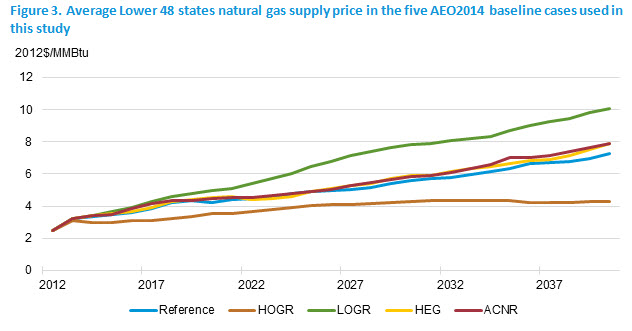 Figure 3. Average Lower 48 states natural gas supply price in the five AEO2014 baseline cases used in
this study
2012$/MMBtu
12
10
8
6
4
2
0
2012 2017 2022 2027 2032 2037
Reference HOGR LOGR HEG ACNR